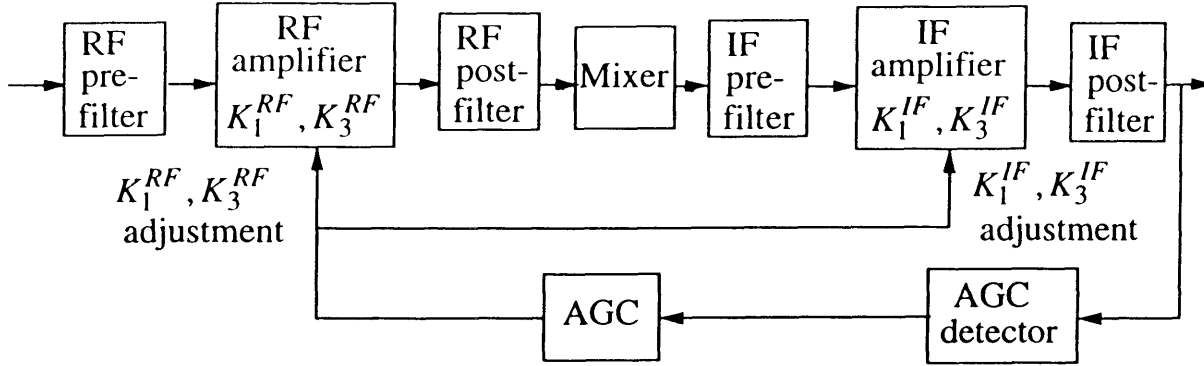 RF
pre-
filter
RF
amplifier
K_1^{RF}, K_3^{RF}
RF
post-
filter
Mixer
IF
pre-
filter
IF
amplifier
K_1^{IF}, K_3^{IF}
IF
post-
filter
K_1^{RF}, K_3^{RF}
adjustment
K_1^{IF}, K_3^{IF}
adjustment
AGC
AGC
detector